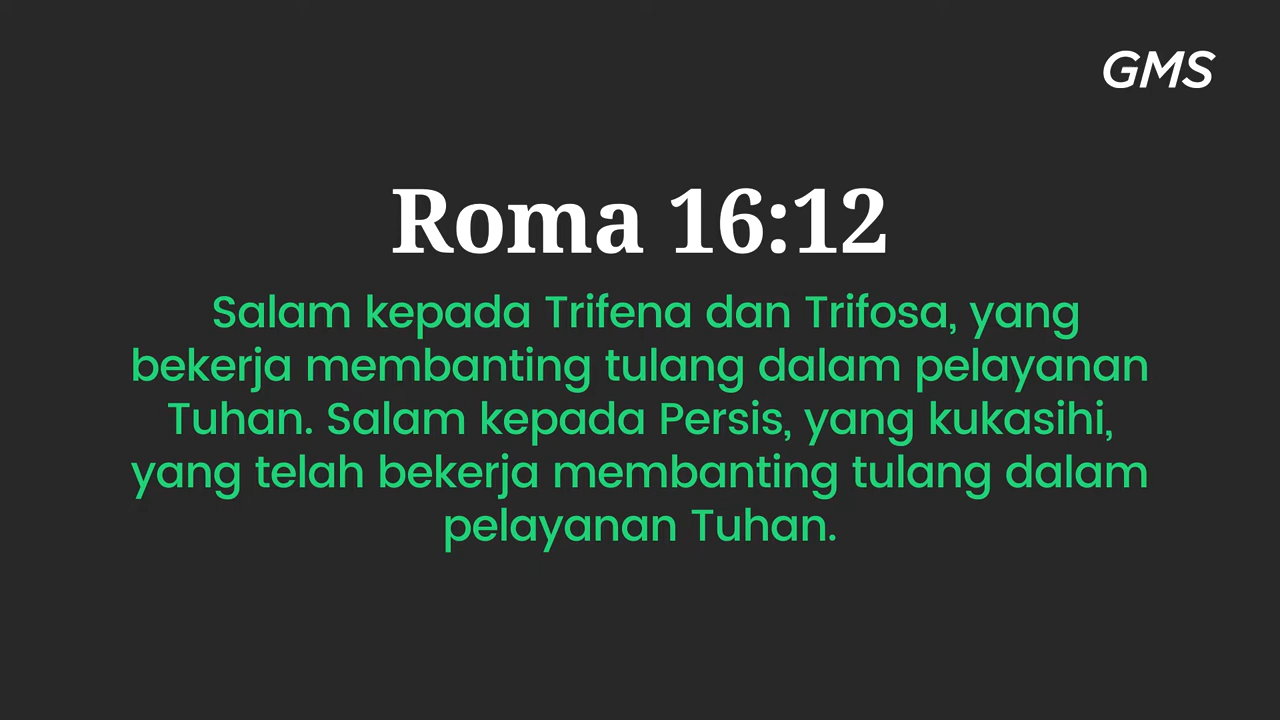 GMS
Roma 16:12
Salam kepada Trifena dan Trifosa, yang
bekerja membanting tulang dalam pelayanan
Tuhan. Salam kepada Persis, yang kukasihi,
yang telah bekerja membanting tulang dalam
pelayanan Tuhan.